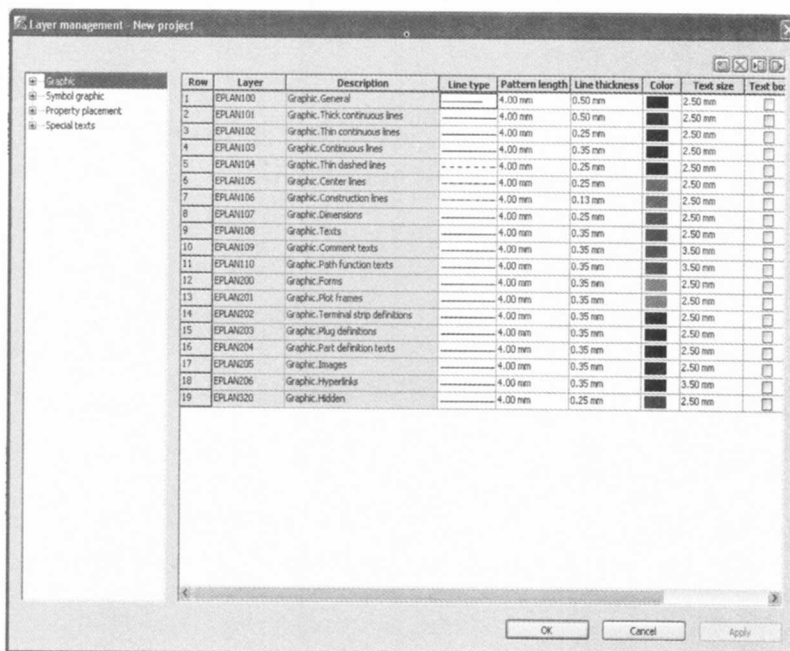 Layer management - New project
Graphic
Symbol graphic
Property placement
Special texts
Row Layer Description Line type Pattern length Line thickness Color Text size Text box
1 EPLAN100 Graphic.General 4.00 mm 0.50 mm 2.50 mm
2 EPLAN101 Graphic.Thick continuous lines 4.00 mm 0.50 mm 2.50 mm
3 EPLAN102 Graphic.Thin continuous lines 4.00 mm 0.25 mm 2.50 mm
4 EPLAN103 Graphic.Continuous lines 4.00 mm 0.35 mm 2.50 mm
5 EPLAN104 Graphic.Thin dashed lines 4.00 mm 0.25 mm 2.50 mm
6 EPLAN105 Graphic.Center lines 4.00 mm 0.25 mm 2.50 mm
7 EPLAN106 Graphic.Construction lines 4.00 mm 0.13 mm 2.50 mm
8 EPLAN107 Graphic.Dimensions 4.00 mm 0.25 mm 2.50 mm
9 EPLAN108 Graphic.Texts 4.00 mm 0.35 mm 2.50 mm
10 EPLAN109 Graphic.Comment texts 4.00 mm 0.35 mm 3.50 mm
11 EPLAN110 Graphic.Path function texts 4.00 mm 0.35 mm 3.50 mm
12 EPLAN200 Graphic.Forms 4.00 mm 0.35 mm 2.50 mm
13 EPLAN201 Graphic.Plot frames 4.00 mm 0.35 mm 2.50 mm
14 EPLAN202 Graphic.Terminal strip definitions 4.00 mm 0.35 mm 2.50 mm
15 EPLAN203 Graphic.Plug definitions 4.00 mm 0.35 mm 2.50 mm
16 EPLAN204 Graphic.Part definition texts 4.00 mm 0.35 mm 2.50 mm
17 EPLAN205 Graphic.Images 4.00 mm 0.35 mm 2.50 mm
18 EPLAN206 Graphic.Hyperlinks 4.00 mm 0.35 mm 3.50 mm
19 EPLAN320 Graphic.Hidden 4.00 mm 0.25 mm 2.50 mm
OK Cancel Apply